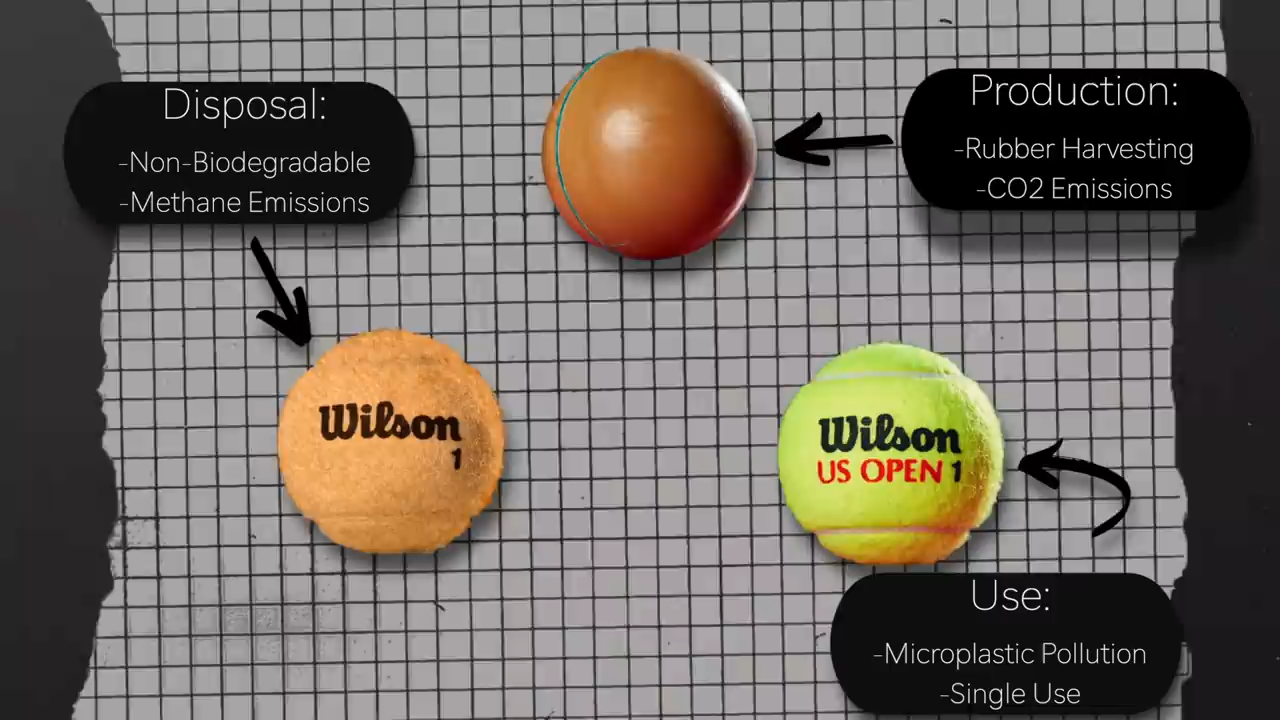 Disposal:
-Non-Biodegradable
-Methane Emissions
Production:
-Rubber Harvesting
-CO2 Emissions
Wilson
1
Wilson
US OPEN 1
Use:
-Microplastic Pollution
-Single Use